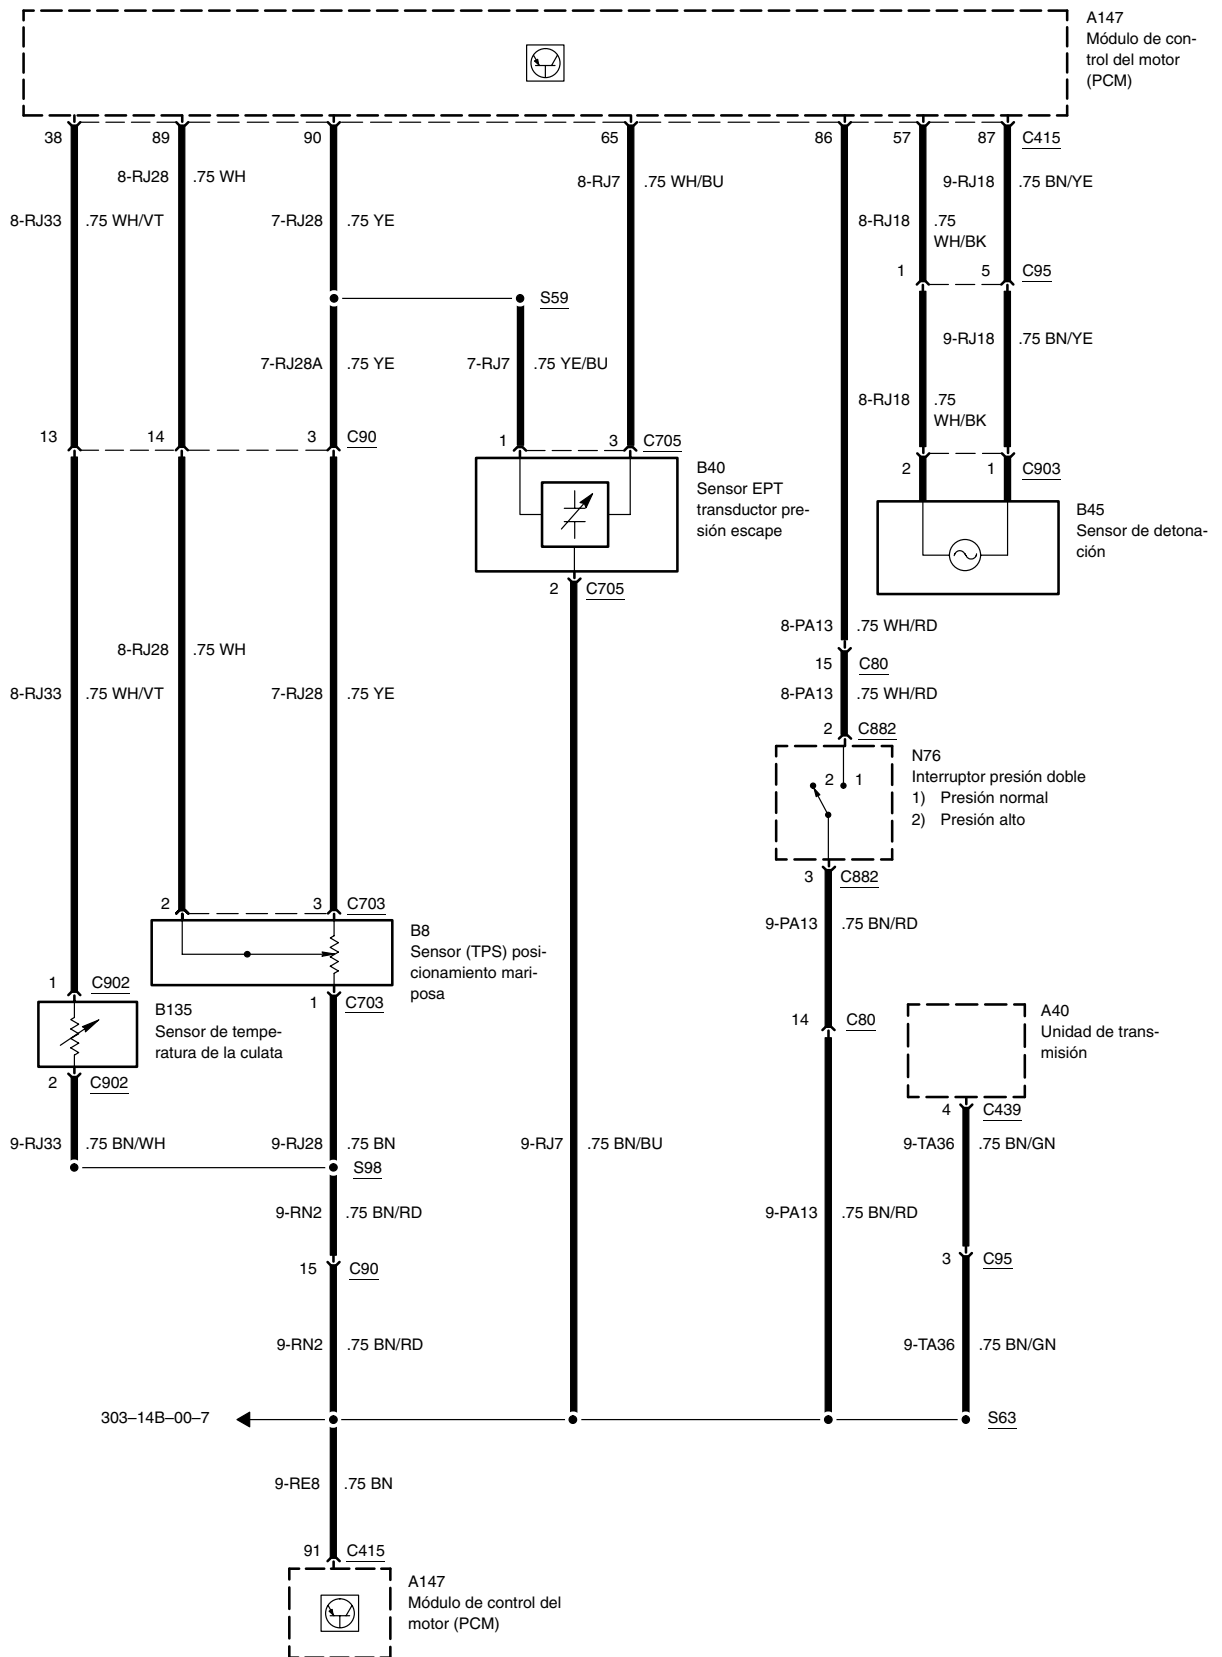 A147
Módulo de con-
trol del motor
(PCM)
38 89 90 65 86 57 87 C415
8-RJ28 .75 WH 8-RJ7 .75 WH/BU 9-RJ18 .75 BN/YE
8-RJ33 .75 WH/VT 7-RJ28 .75 YE 8-RJ18 .75
WH/BK
1 5 C95
S59
9-RJ18 .75 BN/YE
7-RJ28A .75 YE 7-RJ7 .75 YE/BU
8-RJ18 .75
WH/BK
13 14 3 C90 1 3 C705
2 1 C903
B40
Sensor EPT
transductor pre-
sión escape
B45
Sensor de detona-
ción
2 C705
8-PA13 .75 WH/RD
8-RJ28 .75 WH
15 C80
8-RJ33 .75 WH/VT 7-RJ28 .75 YE 8-PA13 .75 WH/RD
2 C882
N76
Interruptor presión doble
1) Presión normal
2) Presión alto
2 1
3 C882
2 3 C703
9-PA13 .75 BN/RD
B8
Sensor (TPS) posi-
cionamiento mari-
posa
1 C902
1 C703
B135
Sensor de tempe-
ratura de la culata
14 C80
A40
Unidad de trans-
misión
2 C902
4 C439
9-RJ33 .75 BN/WH 9-RJ28 .75 BN 9-RJ7 .75 BN/BU 9-TA36 .75 BN/GN
S98
9-RN2 .75 BN/RD 9-PA13 .75 BN/RD
15 C90 3 C95
9-RN2 .75 BN/RD 9-TA36 .75 BN/GN
303–14B–00–7 S63
9-RE8 .75 BN
91 C415
A147
Módulo de control del
motor (PCM)